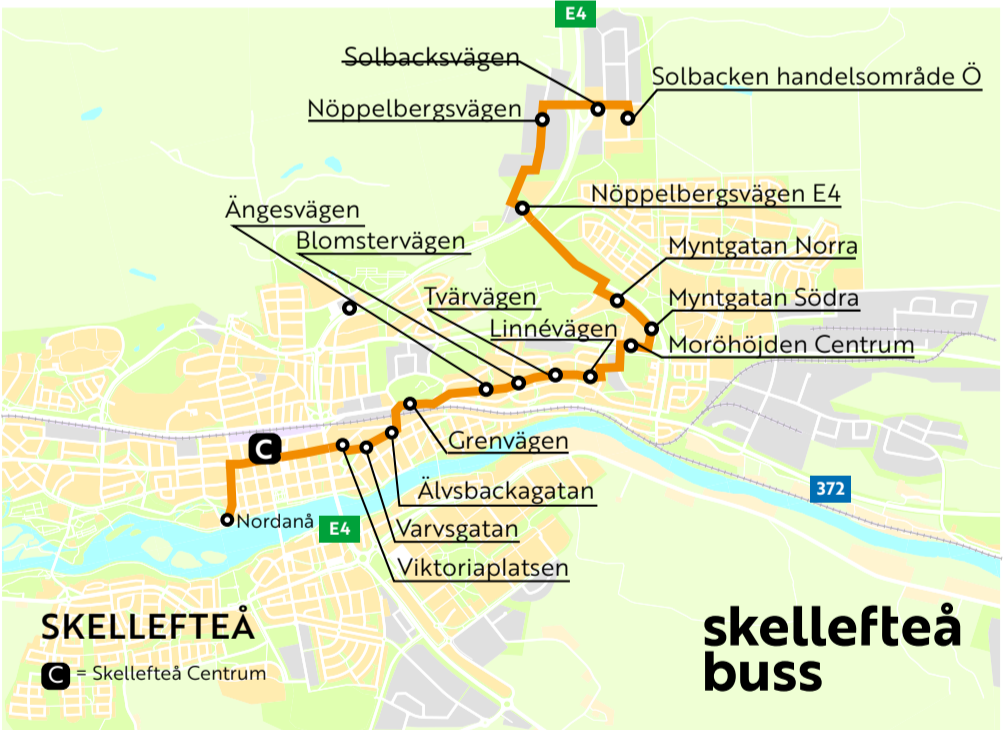 E4
Solbacksvägen
Solbacken handelsområde Ö
Nöppelbergsvägen
Nöppelbergsvägen E4
Ängesvägen
Blomstervägen
Myntgatan Norra
Tvärvägen
Myntgatan Södra
Linnévägen
Moröhöjden Centrum
Grenvägen
C
Älvsbackagatan
372
Nordanå
E4
Varvsgatan
Viktoriaplatsen
SKELLEFTEÅ
C = Skellefteå Centrum
skellefteå
buss